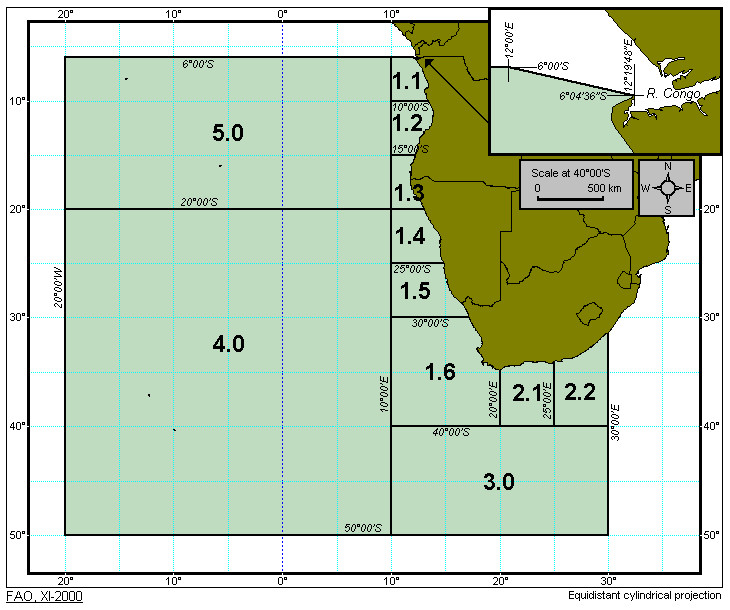 20° 10° 0° 10°
12°00'E
6°00'S
12°19'48"E
6°04'36"S
R. Congo
6°00'S
1.1
10° 10°00'S
1.2
5.0
15°00'S
Scale at 40°00'S
0 500 km
N
W E
S
1.3
20°00'S
20° 20°
1.4
25°00'S
20°00'W
1.5
30° 30°00'S 30°
4.0
1.6
10°00'E
20°00'E
2.1
25°00'E
2.2
30°00'E
40° 40°00'S 40°
3.0
50° 50°00'S 50°
20° 10° 0° 10° 20° 30°
FAO, XI-2000
Equidistant cylindrical projection